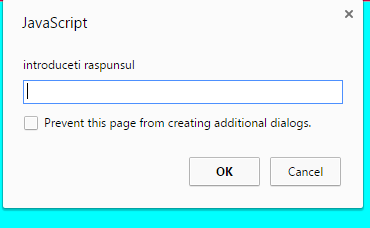 JavaScript
introduceti raspunsul
Prevent this page from creating additional dialogs.
OK Cancel